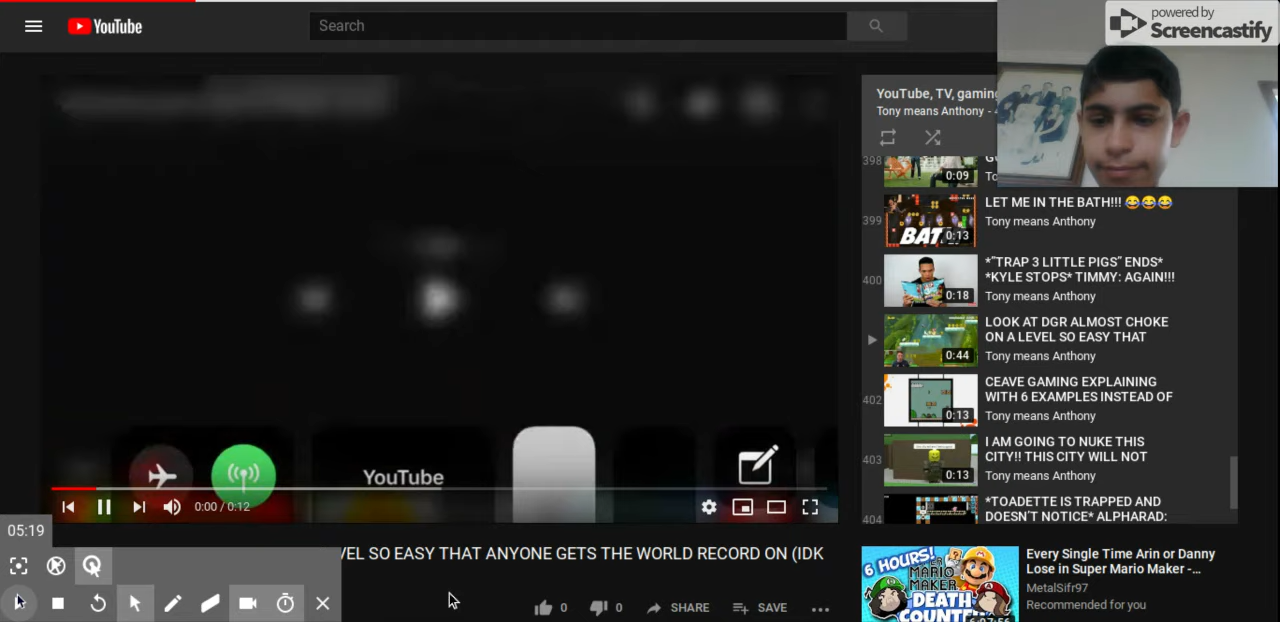 YouTube
Search
powered by
Screencastify
YouTube, TV, gaming
Tony means Anthony -
398
0:09
399
BAT
0:13
LET ME IN THE BATH!!! 😂😂😂
Tony means Anthony
400
0:18
*"TRAP 3 LITTLE PIGS" ENDS*
*KYLE STOPS* TIMMY: AGAIN!!!
Tony means Anthony
0:44
LOOK AT DGR ALMOST CHOKE
ON A LEVEL SO EASY THAT
Tony means Anthony
402
0:13
CEAVE GAMING EXPLAINING
WITH 6 EXAMPLES INSTEAD OF
Tony means Anthony
403
0:13
I AM GOING TO NUKE THIS
CITY!! THIS CITY WILL NOT
Tony means Anthony
404
*TOADETTE IS TRAPPED AND
DOESN'T NOTICE* ALPHARAD:
YouTube
0:00 / 0:12
05:19
VEL SO EASY THAT ANYONE GETS THE WORLD RECORD ON (IDK
0
0
SHARE
SAVE
6 HOURS!
SUPER
MARIO
MAKER
DEATH
COUNTER
6:07:56
Every Single Time Arin or Danny
Lose in Super Mario Maker -...
MetalSifr97
Recommended for you